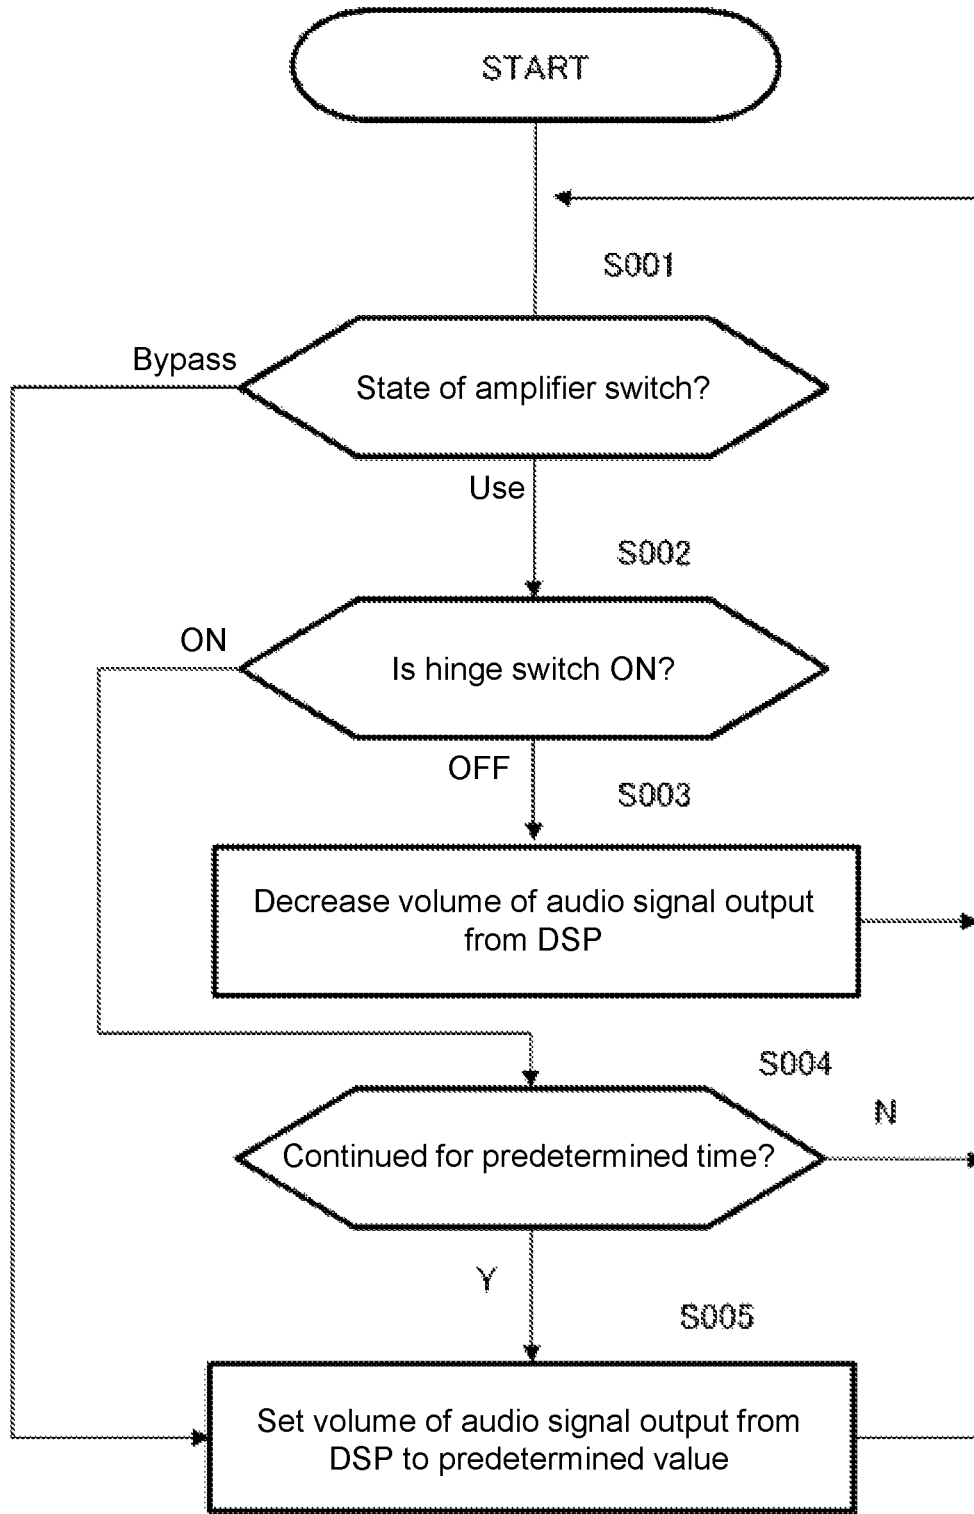 START
S001
Bypass
State of amplifier switch?
Use
S002
ON
Is hinge switch ON?
OFF
S003
Decrease volume of audio signal output
from DSP
S004
N
Continued for predetermined time?
Y
S005
Set volume of audio signal output from
DSP to predetermined value